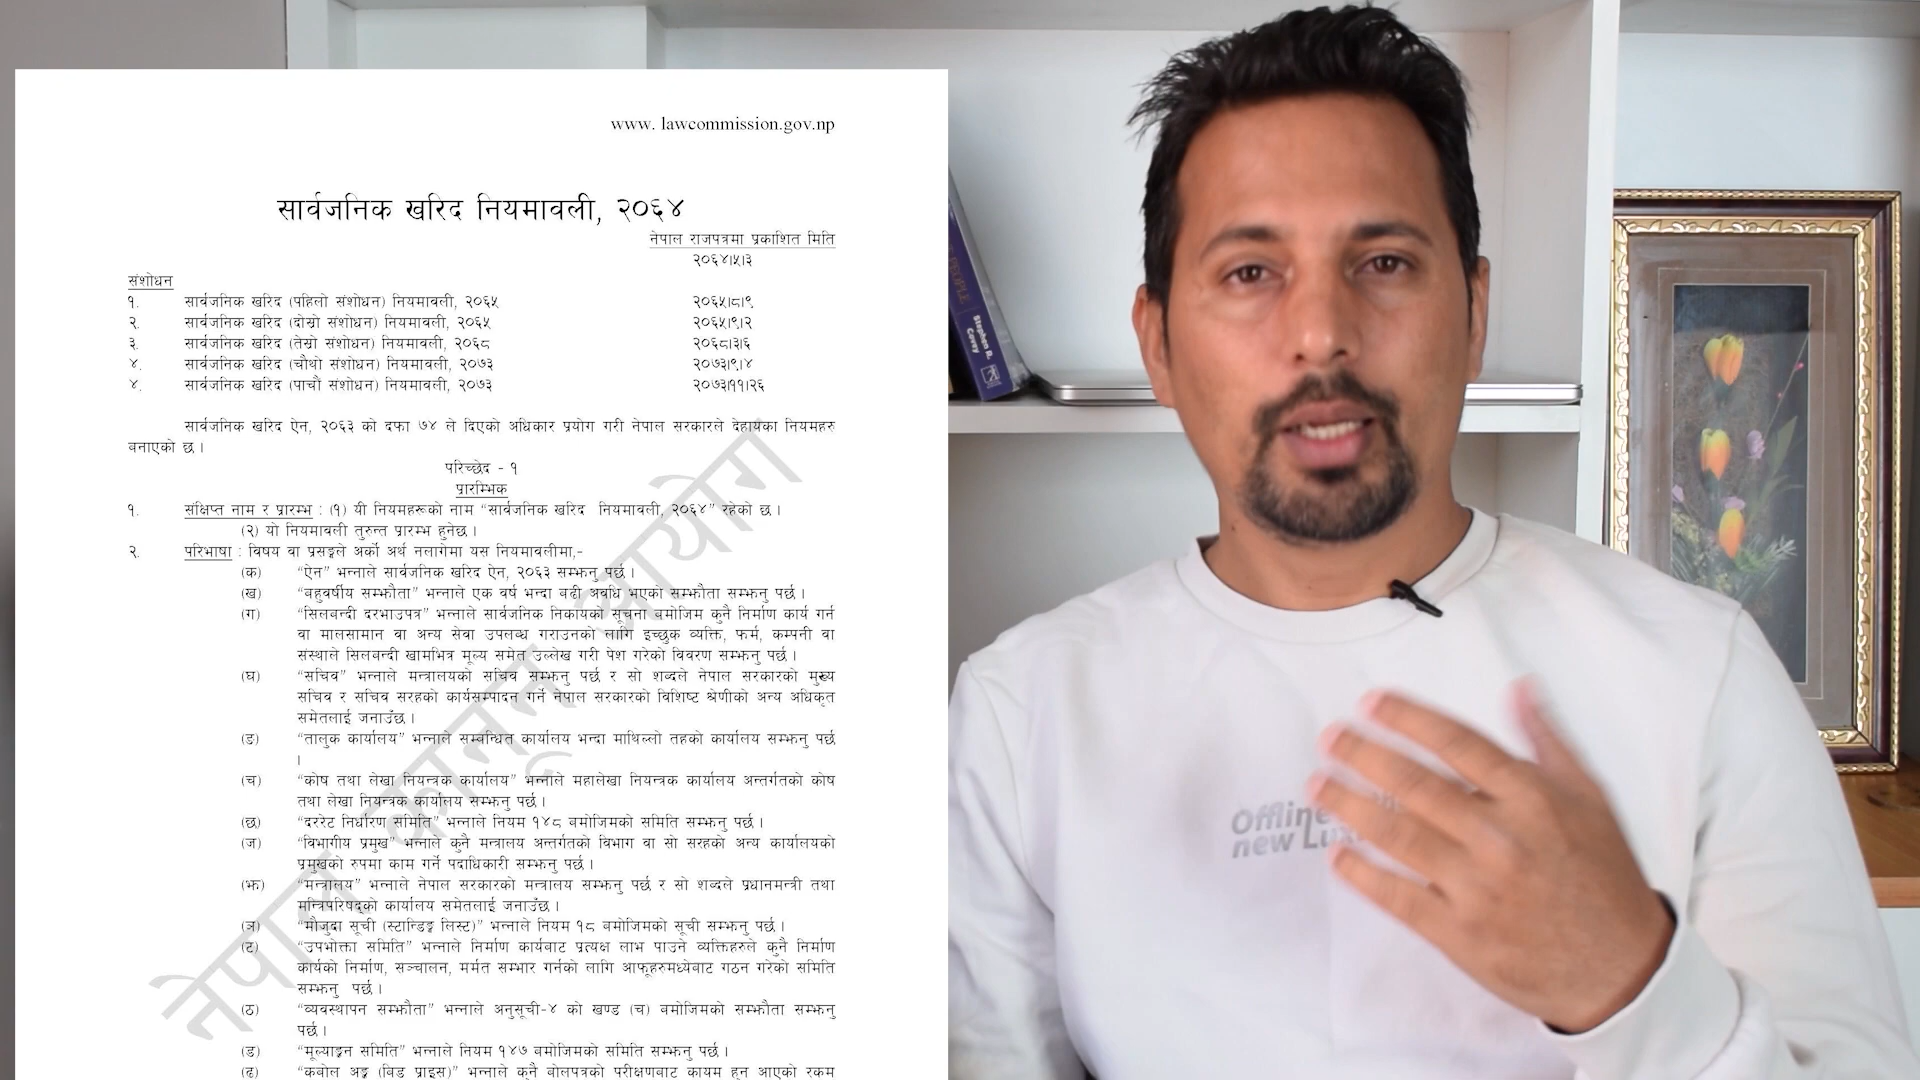 www. lawcommission.gov.np
सार्वजनिक खरिद नियमावली, २०६४
नेपाल राजपत्रमा प्रकाशित मिति
२०६४।५।३
संशोधन
१. सार्वजनिक खरिद (पहिलो संशोधन) नियमावली, २०६५ २०६५।८।९
२. सार्वजनिक खरिद (दोस्रो संशोधन) नियमावली, २०६५ २०६५।९।२
३. सार्वजनिक खरिद (तेस्रो संशोधन) नियमावली, २०६८ २०६८।३।६
४. सार्वजनिक खरिद (चौथो संशोधन) नियमावली, २०७३ २०७३।९।४
४. सार्वजनिक खरिद (पाचौं संशोधन) नियमावली, २०७३ २०७३।११।२६
सार्वजनिक खरिद ऐन, २०६३ को दफा ७४ ले दिएको अधिकार प्रयोग गरी नेपाल सरकारले देहायका नियमहरु
बनाएको छ ।
परिच्छेद - १
प्रारम्भिक
१. संक्षिप्त नाम र प्रारम्भ : (१) यी नियमहरूको नाम “सार्वजनिक खरिद नियमावली, २०६४” रहेको छ ।
(२) यो नियमावली तुरुन्त प्रारम्भ हुनेछ ।
२. परिभाषा : विषय वा प्रसङ्गले अर्को अर्थ नलागेमा यस नियमावलीमा,-
(क) “ऐन” भन्नाले सार्वजनिक खरिद ऐन, २०६३ सम्झनु पर्छ ।
(ख) “बहुवर्षीय सम्झौता” भन्नाले एक वर्ष भन्दा बढी अवधि भएको सम्झौता सम्झनु पर्छ ।
(ग) “सिलबन्दी दरभाउपत्र” भन्नाले सार्वजनिक निकायको सूचना बमोजिम कुनै निर्माण कार्य गर्न
वा मालसामान वा अन्य सेवा उपलब्ध गराउनको लागि इच्छुक व्यक्ति, फर्म, कम्पनी वा
संस्थाले सिलबन्दी खामभित्र मूल्य समेत उल्लेख गरी पेश गरेको विवरण सम्झनु पर्छ ।
(घ) “सचिव” भन्नाले मन्त्रालयको सचिव सम्झनु पर्छ र सो शब्दले नेपाल सरकारको मुख्य
सचिव र सचिव सरहको कार्यसम्पादन गर्ने नेपाल सरकारको विशिष्ट श्रेणीको अन्य अधिकृत
समेतलाई जनाउँछ ।
(ङ) “तालुक कार्यालय” भन्नाले सम्बन्धित कार्यालय भन्दा माथिल्लो तहको कार्यालय सम्झनु पर्छ
।
(च) “कोष तथा लेखा नियन्त्रक कार्यालय” भन्नाले महालेखा नियन्त्रक कार्यालय अन्तर्गतको कोष
तथा लेखा नियन्त्रक कार्यालय सम्झनु पर्छ ।
(छ) “दररेट निर्धारण समिति” भन्नाले नियम १४८ बमोजिमको समिति सम्झनु पर्छ ।
(ज) “विभागीय प्रमुख” भन्नाले कुनै मन्त्रालय अन्तर्गतको विभाग वा सो सरहको अन्य कार्यालयको
प्रमुखको रुपमा काम गर्ने पदाधिकारी सम्झनु पर्छ ।
(झ) “मन्त्रालय” भन्नाले नेपाल सरकारको मन्त्रालय सम्झनु पर्छ र सो शब्दले प्रधानमन्त्री तथा
मन्त्रिपरिषद्को कार्यालय समेतलाई जनाउँछ ।
(ञ) “मौजुदा सूची (स्टान्डिङ्ग लिस्ट)” भन्नाले नियम १८ बमोजिमको सूची सम्झनु पर्छ ।
(ट) “उपभोक्ता समिति” भन्नाले निर्माण कार्यबाट प्रत्यक्ष लाभ पाउने व्यक्तिहरुले कुनै निर्माण
कार्यको निर्माण, सञ्चालन, मर्मत सम्भार गर्नको लागि आफूहरुमध्येबाट गठन गरेको समिति
सम्झनु पर्छ ।
(ठ) “व्यवस्थापन सम्झौता” भन्नाले अनुसूची-४ को खण्ड (च) बमोजिमको सम्झौता सम्झनु
पर्छ ।
(ड) “मूल्याङ्कन समिति” भन्नाले नियम १४७ बमोजिमको समिति सम्झनु पर्छ ।
(ढ) “कबोल अङ्क (बिड प्राइस)” भन्नाले कुनै बोलपत्रको परीक्षणबाट कायम हुन आएको रकम
नेपाल कानून आयोग
PEOPLE
Stephen R.
Covey
Offline
new Lux